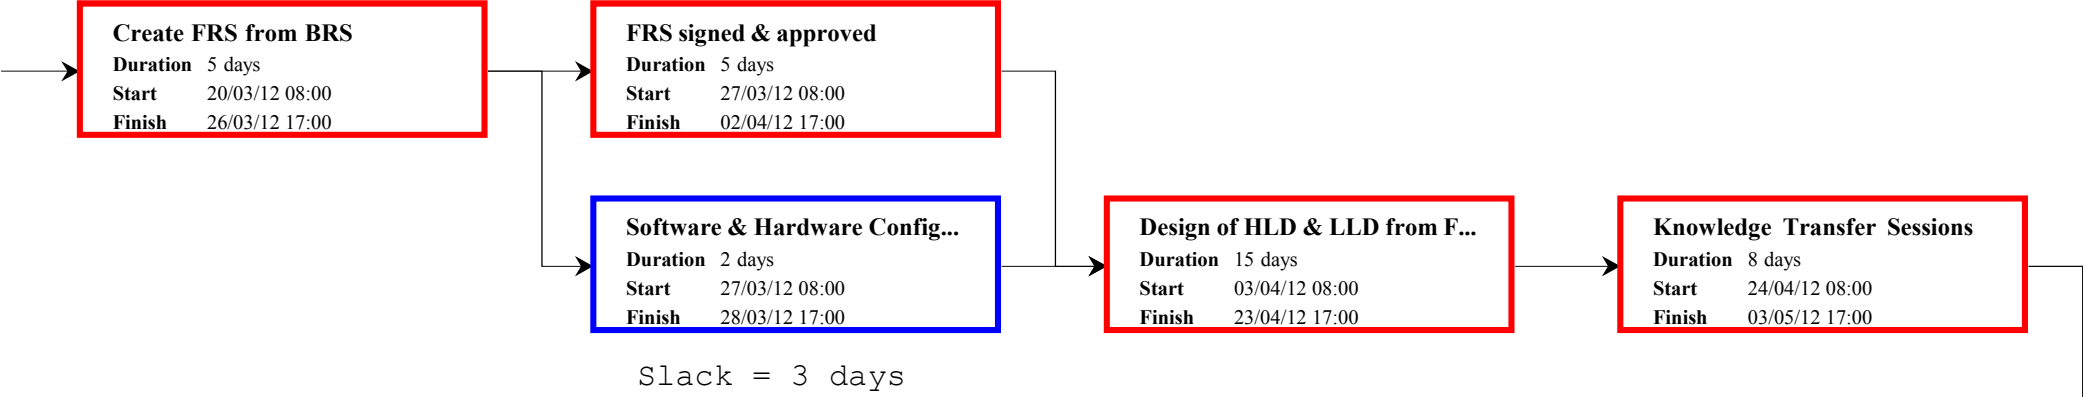 Create FRS from BRS
Duration 5 days
Start 20/03/12 08:00
Finish 26/03/12 17:00
FRS signed & approved
Duration 5 days
Start 27/03/12 08:00
Finish 02/04/12 17:00
Software & Hardware Config...
Duration 2 days
Start 27/03/12 08:00
Finish 28/03/12 17:00
Slack = 3 days
Design of HLD & LLD from F...
Duration 15 days
Start 03/04/12 08:00
Finish 23/04/12 17:00
Knowledge Transfer Sessions
Duration 8 days
Start 24/04/12 08:00
Finish 03/05/12 17:00